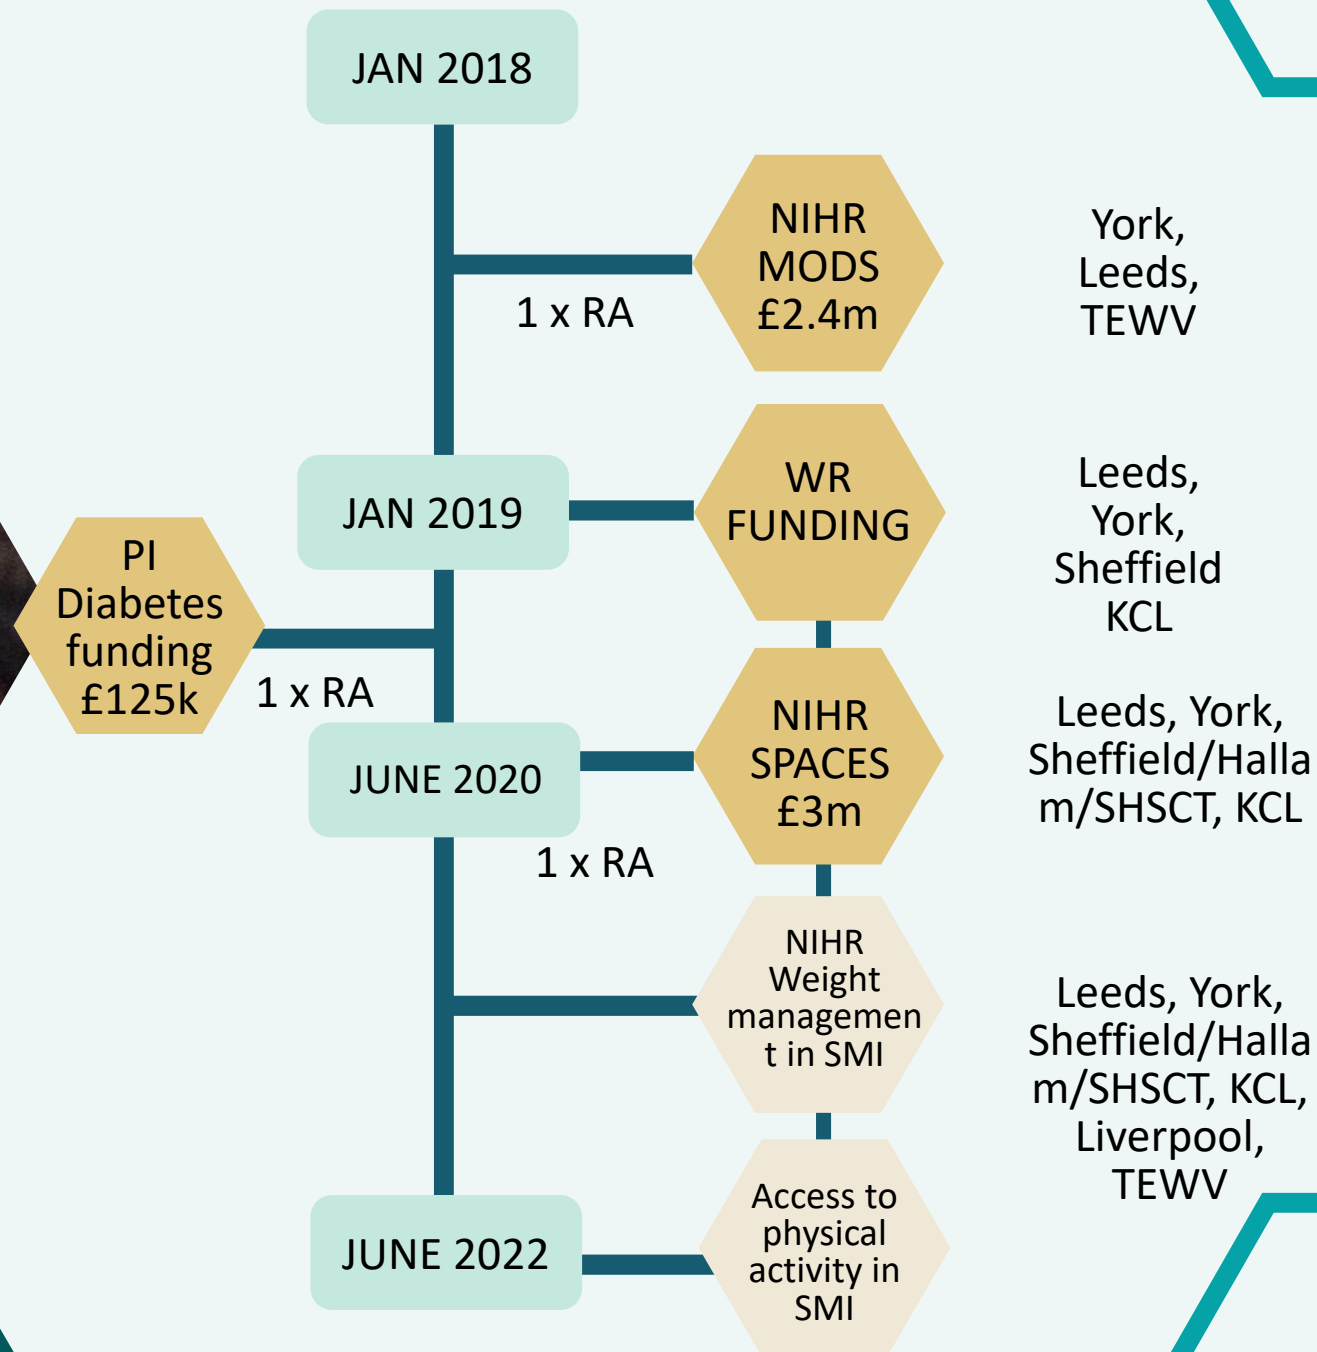 JAN 2018
NIHR
MODS
£2.4m
York,
Leeds,
TEWV
1 x RA
JAN 2019
WR
FUNDING
Leeds,
York,
Sheffield
KCL
PI
Diabetes
funding
£125k
1 x RA
JUNE 2020
NIHR
SPACES
£3m
Leeds, York,
Sheffield/Halla
m/SHSCT, KCL
1 x RA
NIHR
Weight
managemen
t in SMI
Leeds, York,
Sheffield/Halla
m/SHSCT, KCL,
Liverpool,
TEWV
JUNE 2022
Access to
physical
activity in
SMI